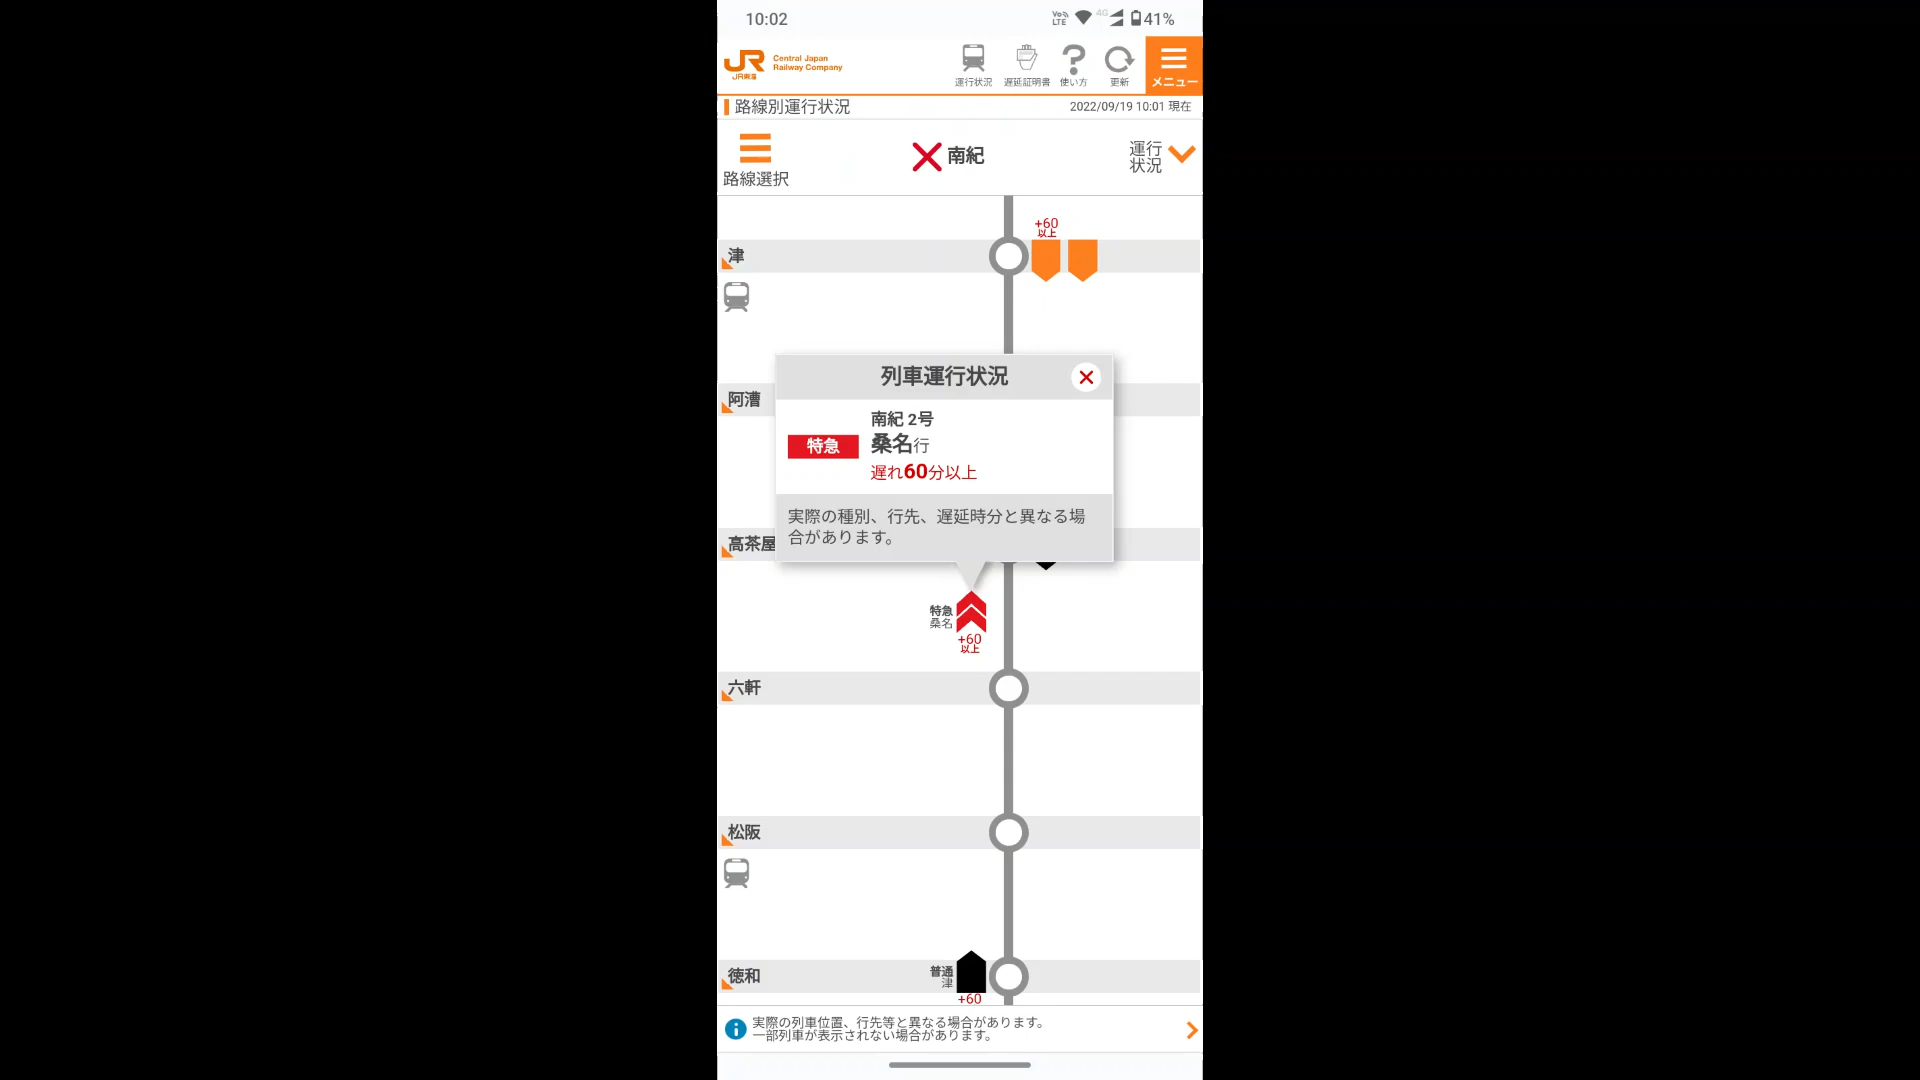 10:02
Vo))
LTE
4G
41%
JR
JR東海
Central Japan
Railway Company
運行状況
遅延証明書
使い方
更新
メニュー
路線別運行状況
2022/09/19 10:01 現在
路線選択
南紀
運行
状況
+60
以上
津
阿漕
列車運行状況
特急
南紀 2号
桑名行
遅れ60分以上
実際の種別、行先、遅延時分と異なる場
合があります。
高茶屋
特急
桑名
+60
以上
六軒
松阪
徳和
普通
津
+60
実際の列車位置、行先等と異なる場合があります。
一部列車が表示されない場合があります。